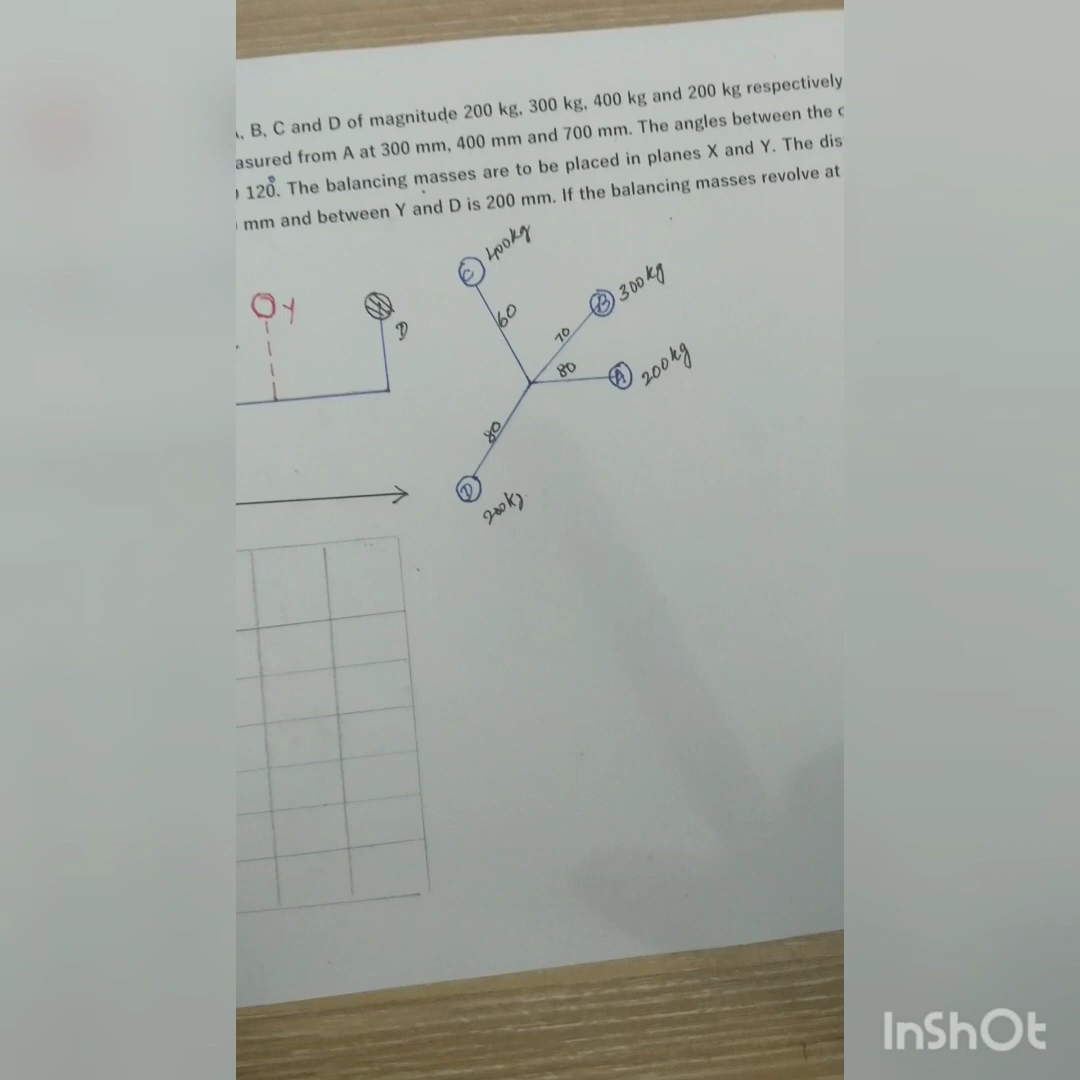 , B, C and D of magnitude 200 kg, 300 kg, 400 kg and 200 kg respectively
asured from A at 300 mm, 400 mm and 700 mm. The angles between the
120°. The balancing masses are to be placed in planes X and Y. The dis
mm and between Y and D is 200 mm. If the balancing masses revolve at
C 400kg
60
B 300kg
70
80
A 200kg
80
D
200kg
Y
D
InShOt